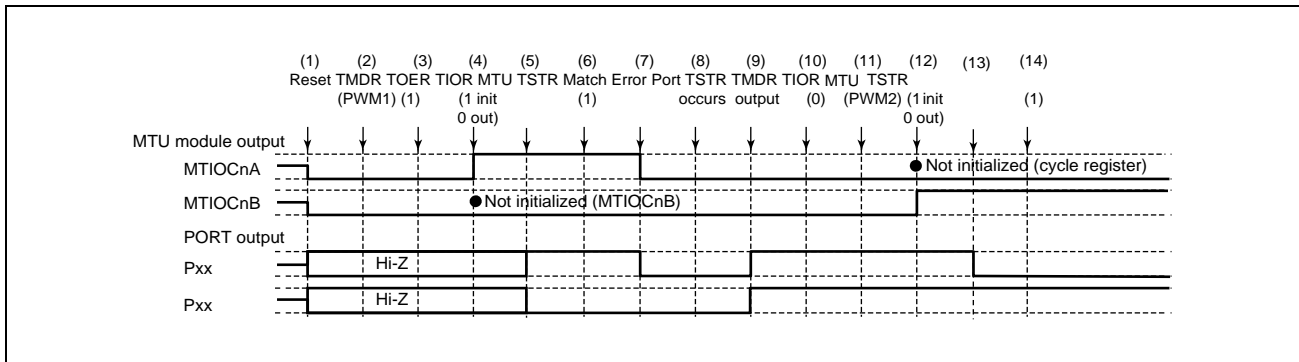 (1) (2) (3) (4) (5) (6) (7) (8) (9) (10) (11) (12) (13) (14)
Reset TMDR TOER TIOR MTU TSTR Match Error Port TSTR TMDR TIOR MTU TSTR
(PWM1) (1) (1 init (1) occurs output (0) (PWM2) (1 init (1)
0 out) 0 out)
MTU module output
MTIOCnA
● Not initialized (cycle register)
MTIOCnB
● Not initialized (MTIOCnB)
PORT output
Pxx
Hi-Z
Pxx
Hi-Z